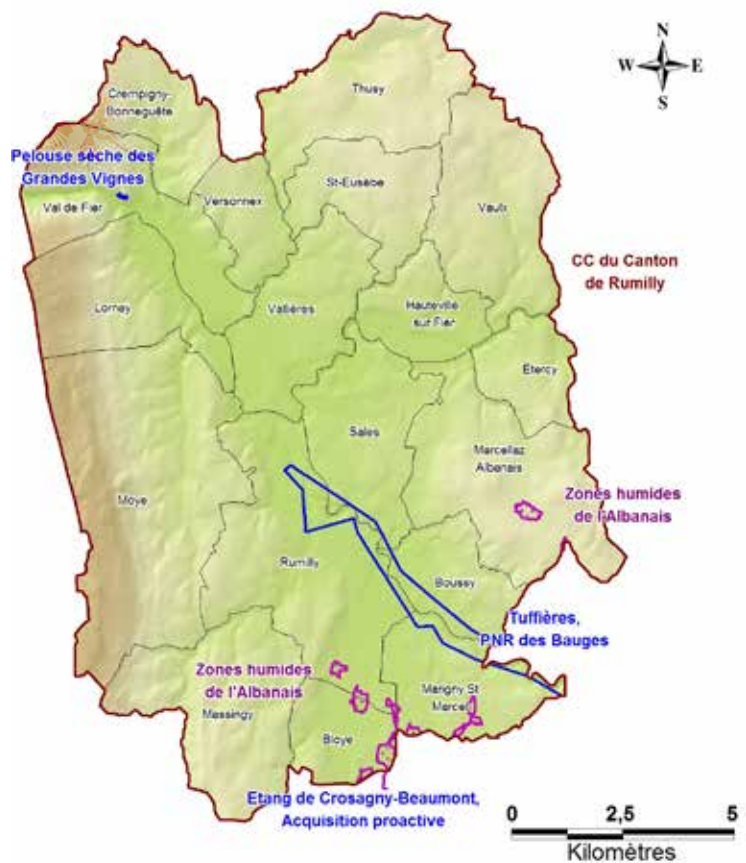 N
W E
S
Thusy
Crempigny-
Bonneguête
Pelouse sèche des
Grandes Vignes
St-Eusèbe
Versonnex
Val de Fier
Vaulx
CC du Canton
de Rumilly
Lornay
Vallières
Hauteville
sur Fier
Etercy
Sales
Marcellaz
Albanais
Zones humides
de l'Albanais
Moye
Rumilly
Boussy
Tuffières,
PNR des Bauges
Zones humides
de l'Albanais
Marigny St
Marcel
Massingy
Bloye
Etang de Crosagny-Beaumont,
Acquisition proactive
0 2,5 5
Kilomètres